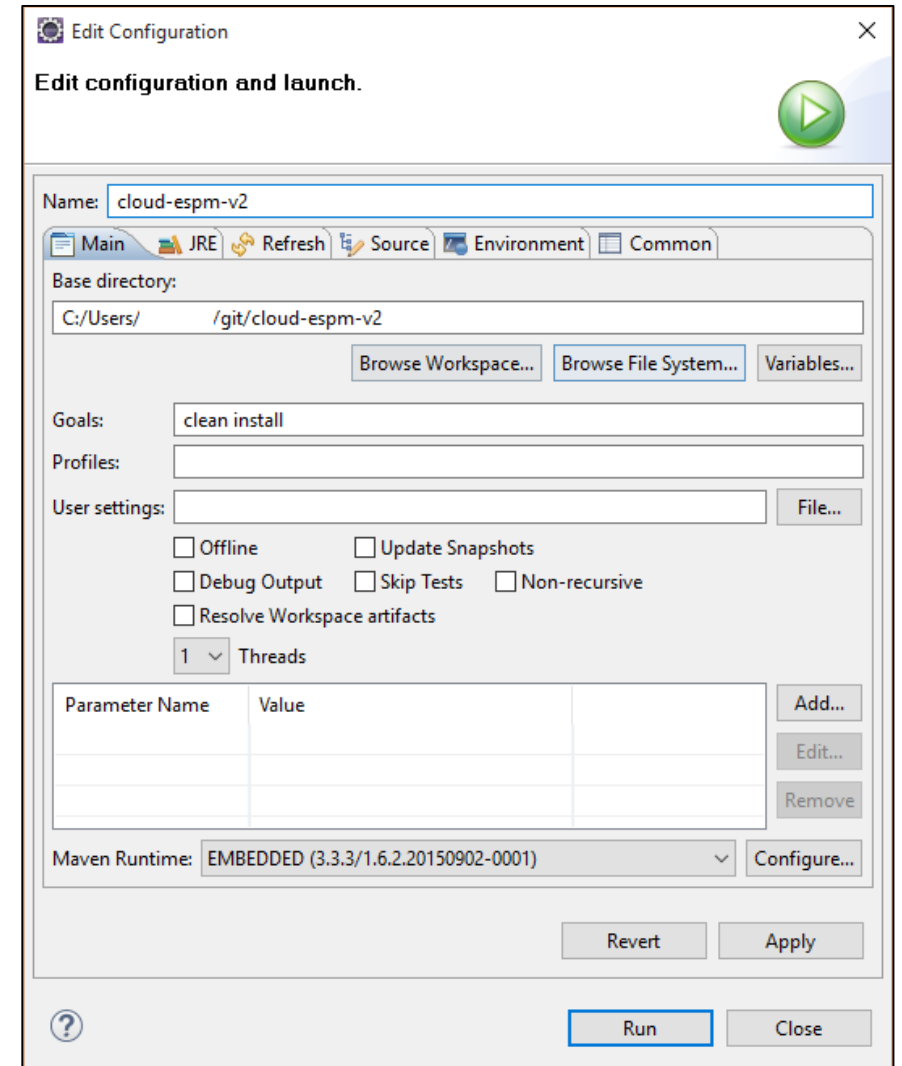 Edit Configuration
Edit configuration and launch.
Name: cloud-espm-v2
Main JRE Refresh Source Environment Common
Base directory:
C:/Users/ /git/cloud-espm-v2
Browse Workspace... Browse File System... Variables...
Goals: clean install
Profiles:
User settings: File...
Offline Update Snapshots
Debug Output Skip Tests Non-recursive
Resolve Workspace artifacts
1 Threads
Parameter Name Value Add...
Edit...
Remove
Maven Runtime: EMBEDDED (3.3.3/1.6.2.20150902-0001) Configure...
Revert Apply
? Run Close